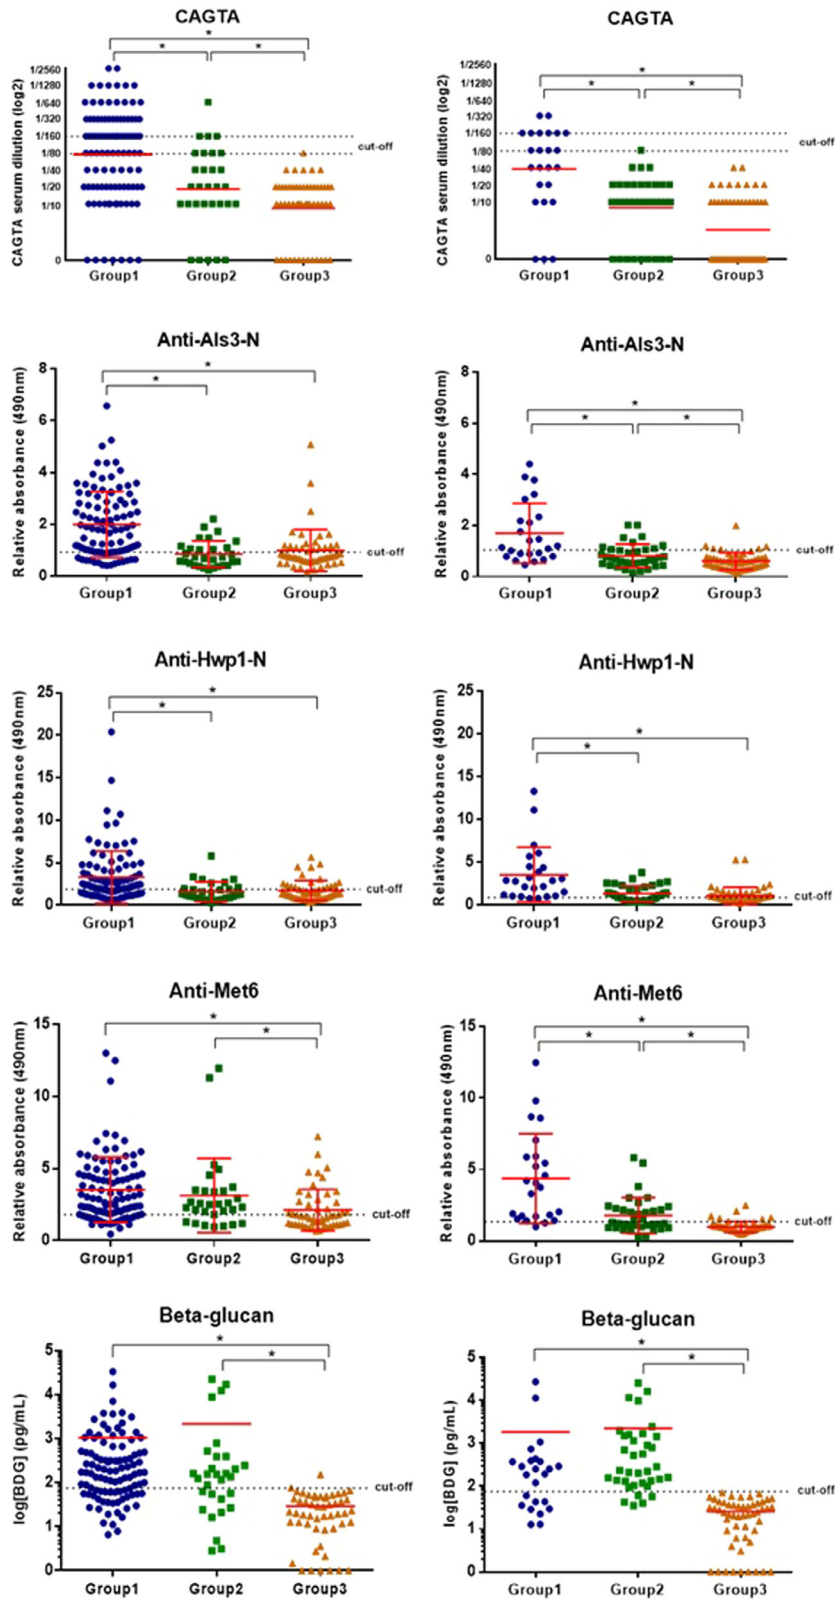 CAGTA
CAGTA serum dilution (log2)
*
*
*
1/2560
1/1280
1/640
1/320
1/160
1/80
1/40
1/20
1/10
0
cut-off
Group1
Group2
Group3
CAGTA
CAGTA serum dilution (log2)
*
*
*
1/2560
1/1280
1/640
1/320
1/160
1/80
1/40
1/20
1/10
0
cut-off
Group1
Group2
Group3
Anti-Als3-N
Relative absorbance (490nm)
*
*
8
6
4
2
0
cut-off
Group1
Group2
Group3
Anti-Als3-N
Relative absorbance (490nm)
*
*
*
8
6
4
2
0
cut-off
Group1
Group2
Group3
Anti-Hwp1-N
Relative absorbance (490nm)
*
*
25
20
15
10
5
0
cut-off
Group1
Group2
Group3
Anti-Hwp1-N
Relative absorbance (490nm)
*
*
25
20
15
10
5
0
cut-off
Group1
Group2
Group3
Anti-Met6
Relative absorbance (490nm)
*
*
15
10
5
0
cut-off
Group1
Group2
Group3
Anti-Met6
Relative absorbance (490nm)
*
*
*
15
10
5
0
cut-off
Group1
Group2
Group3
Beta-glucan
log[BDG] (pg/mL)
*
*
5
4
3
2
1
0
cut-off
Group1
Group2
Group3
Beta-glucan
log[BDG] (pg/mL)
*
*
5
4
3
2
1
0
cut-off
Group1
Group2
Group3